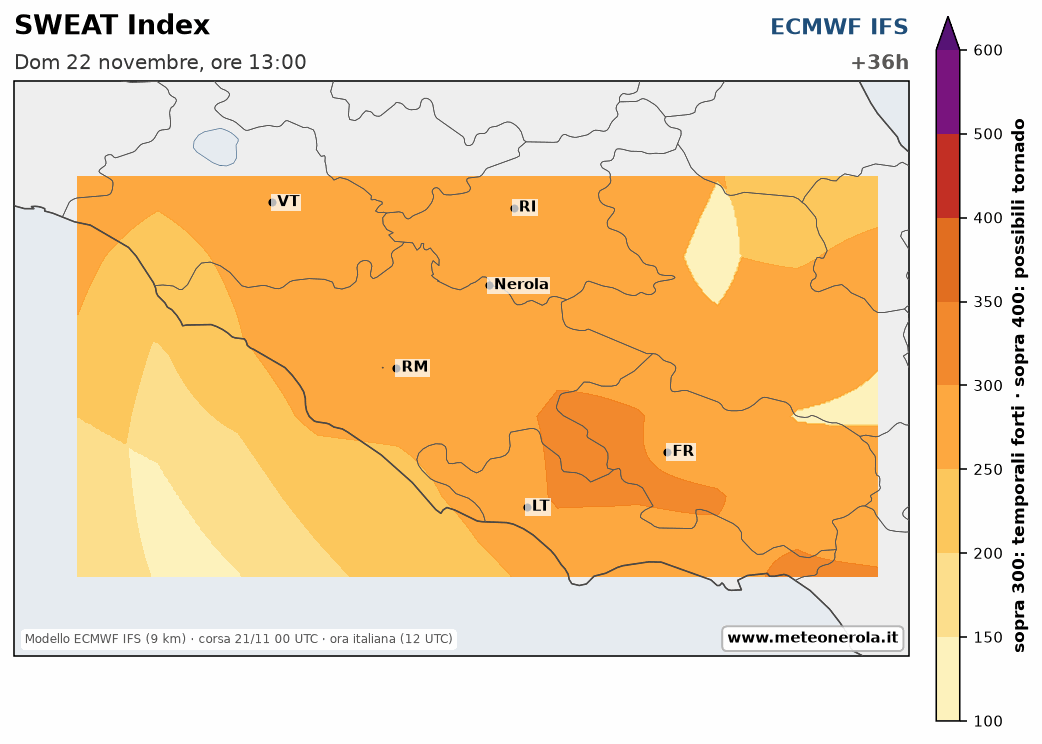 SWEAT Index
ECMWF IFS
Dom 22 novembre, ore 13:00
+36h
VT
RI
Nerola
RM
FR
LT
Modello ECMWF IFS (9 km) · corsa 21/11 00 UTC · ora italiana (12 UTC)
www.meteonerola.it
600
500
400
350
300
250
200
150
100
sopra 300: temporali forti · sopra 400: possibili tornado